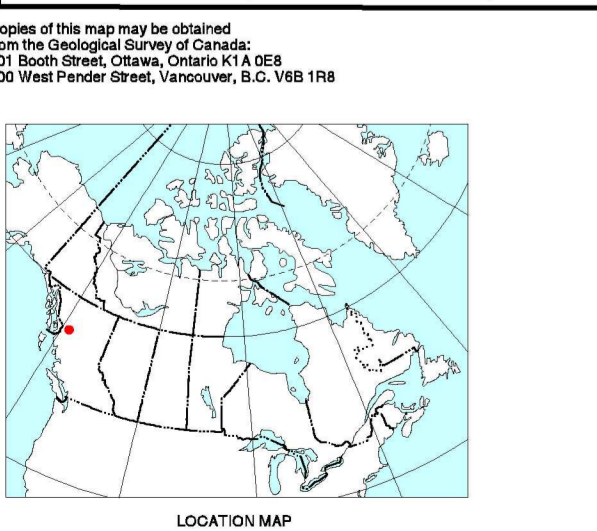 opies of this map may be obtained
om the Geological Survey of Canada:
01 Booth Street, Ottawa, Ontario K1A 0E8
00 West Pender Street, Vancouver, B.C. V6B 1R8
LOCATION MAP